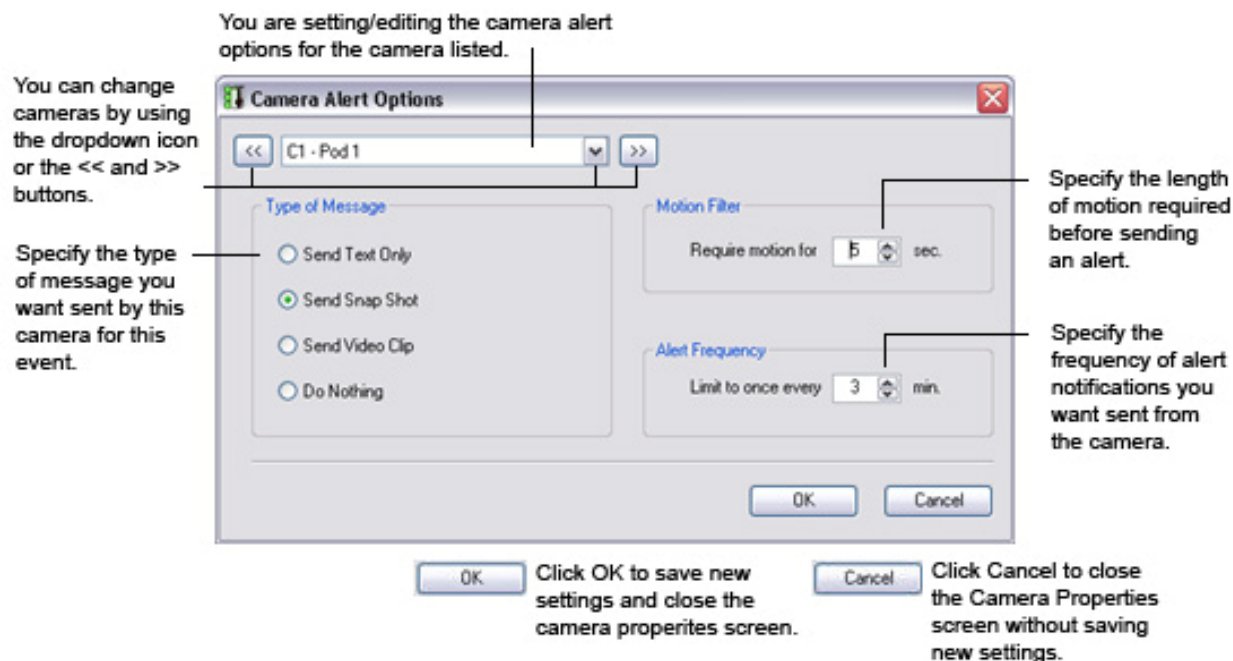 You are setting/editing the camera alert
options for the camera listed.
You can change
cameras by using
the dropdown icon
or the << and >>
buttons.
Camera Alert Options
<<
C1 - Pod 1
>>
Type of Message
Send Text Only
Send Snap Shot
Send Video Clip
Do Nothing
Specify the type
of message you
want sent by this
camera for this
event.
Motion Filter
Require motion for 5 sec.
Specify the length
of motion required
before sending
an alert.
Alert Frequency
Limit to once every 3 min.
Specify the
frequency of alert
notifications you
want sent from
the camera.
OK
Cancel
OK
Click OK to save new
settings and close the
camera properites screen.
Cancel
Click Cancel to close
the Camera Properties
screen without saving
new settings.